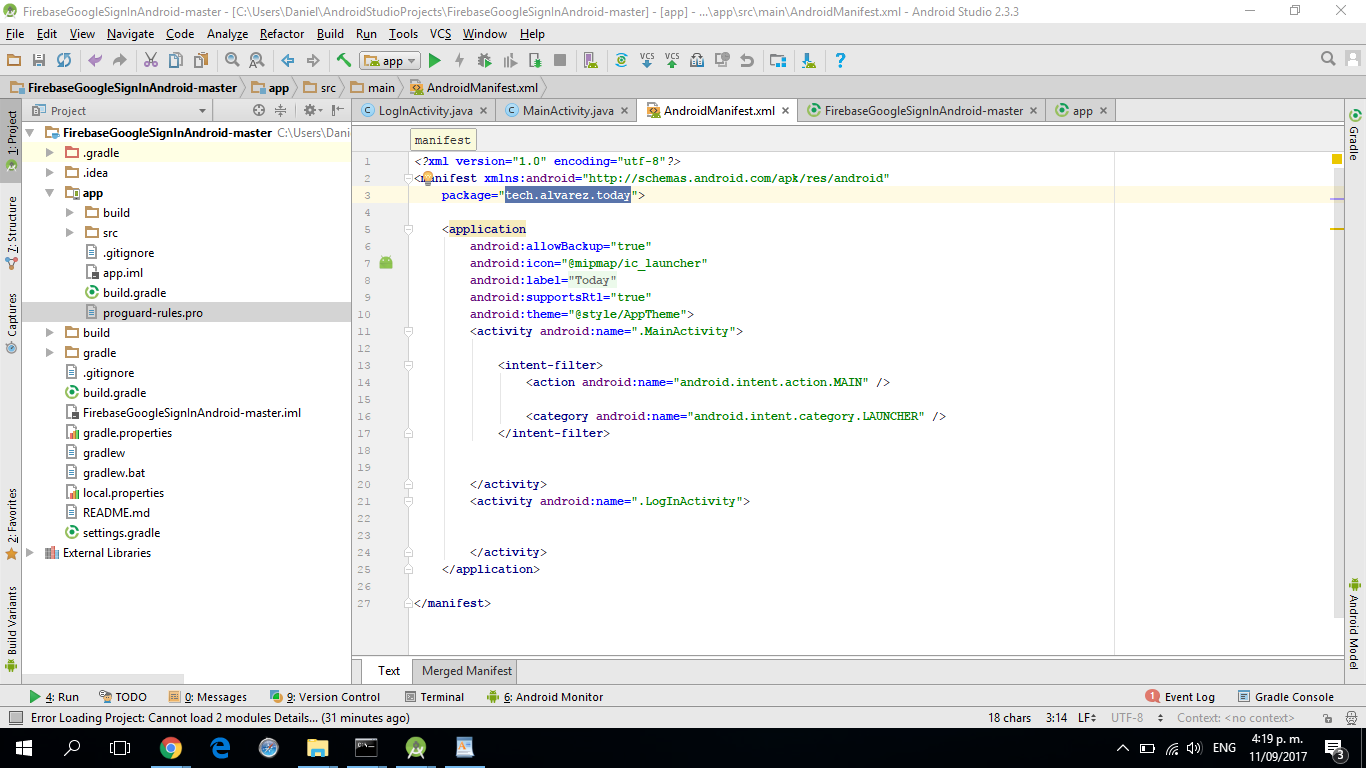 FirebaseGoogleSignInAndroid-master - [C:\Users\Daniel\AndroidStudioProjects\FirebaseGoogleSignInAndroid-master] - [app] - ...\app\src\main\AndroidManifest.xml - Android Studio 2.3.3
File Edit View Navigate Code Analyze Refactor Build Run Tools VCS Window Help
app
FirebaseGoogleSignInAndroid-master app src main AndroidManifest.xml
Project
LogInActivity.java MainActivity.java AndroidManifest.xml FirebaseGoogleSignInAndroid-master app
1: Project
7: Structure
Captures
2: Favorites
Build Variants
FirebaseGoogleSignInAndroid-master C:\Users\Dani
.gradle
.idea
app
build
src
.gitignore
app.iml
build.gradle
proguard-rules.pro
build
gradle
.gitignore
build.gradle
FirebaseGoogleSignInAndroid-master.iml
gradle.properties
gradlew
gradlew.bat
local.properties
README.md
settings.gradle
External Libraries
manifest
1 <?xml version="1.0" encoding="utf-8"?>
2 <manifest xmlns:android="http://schemas.android.com/apk/res/android"
3 package="tech.alvarez.today">
4
5 <application
6 android:allowBackup="true"
7 android:icon="@mipmap/ic_launcher"
8 android:label="Today"
9 android:supportsRtl="true"
10 android:theme="@style/AppTheme">
11 <activity android:name=".MainActivity">
12
13 <intent-filter>
14 <action android:name="android.intent.action.MAIN" />
15
16 <category android:name="android.intent.category.LAUNCHER" />
17 </intent-filter>
18
19
20 </activity>
21 <activity android:name=".LogInActivity">
22
23
24 </activity>
25 </application>
26
27 </manifest>
Gradle
Android Model
Text Merged Manifest
4: Run TODO 0: Messages 9: Version Control Terminal 6: Android Monitor 1 Event Log Gradle Console
Error Loading Project: Cannot load 2 modules Details... (31 minutes ago) 18 chars 3:14 LF UTF-8 Context: <no context>
ENG 4:19 p. m.
11/09/2017 3